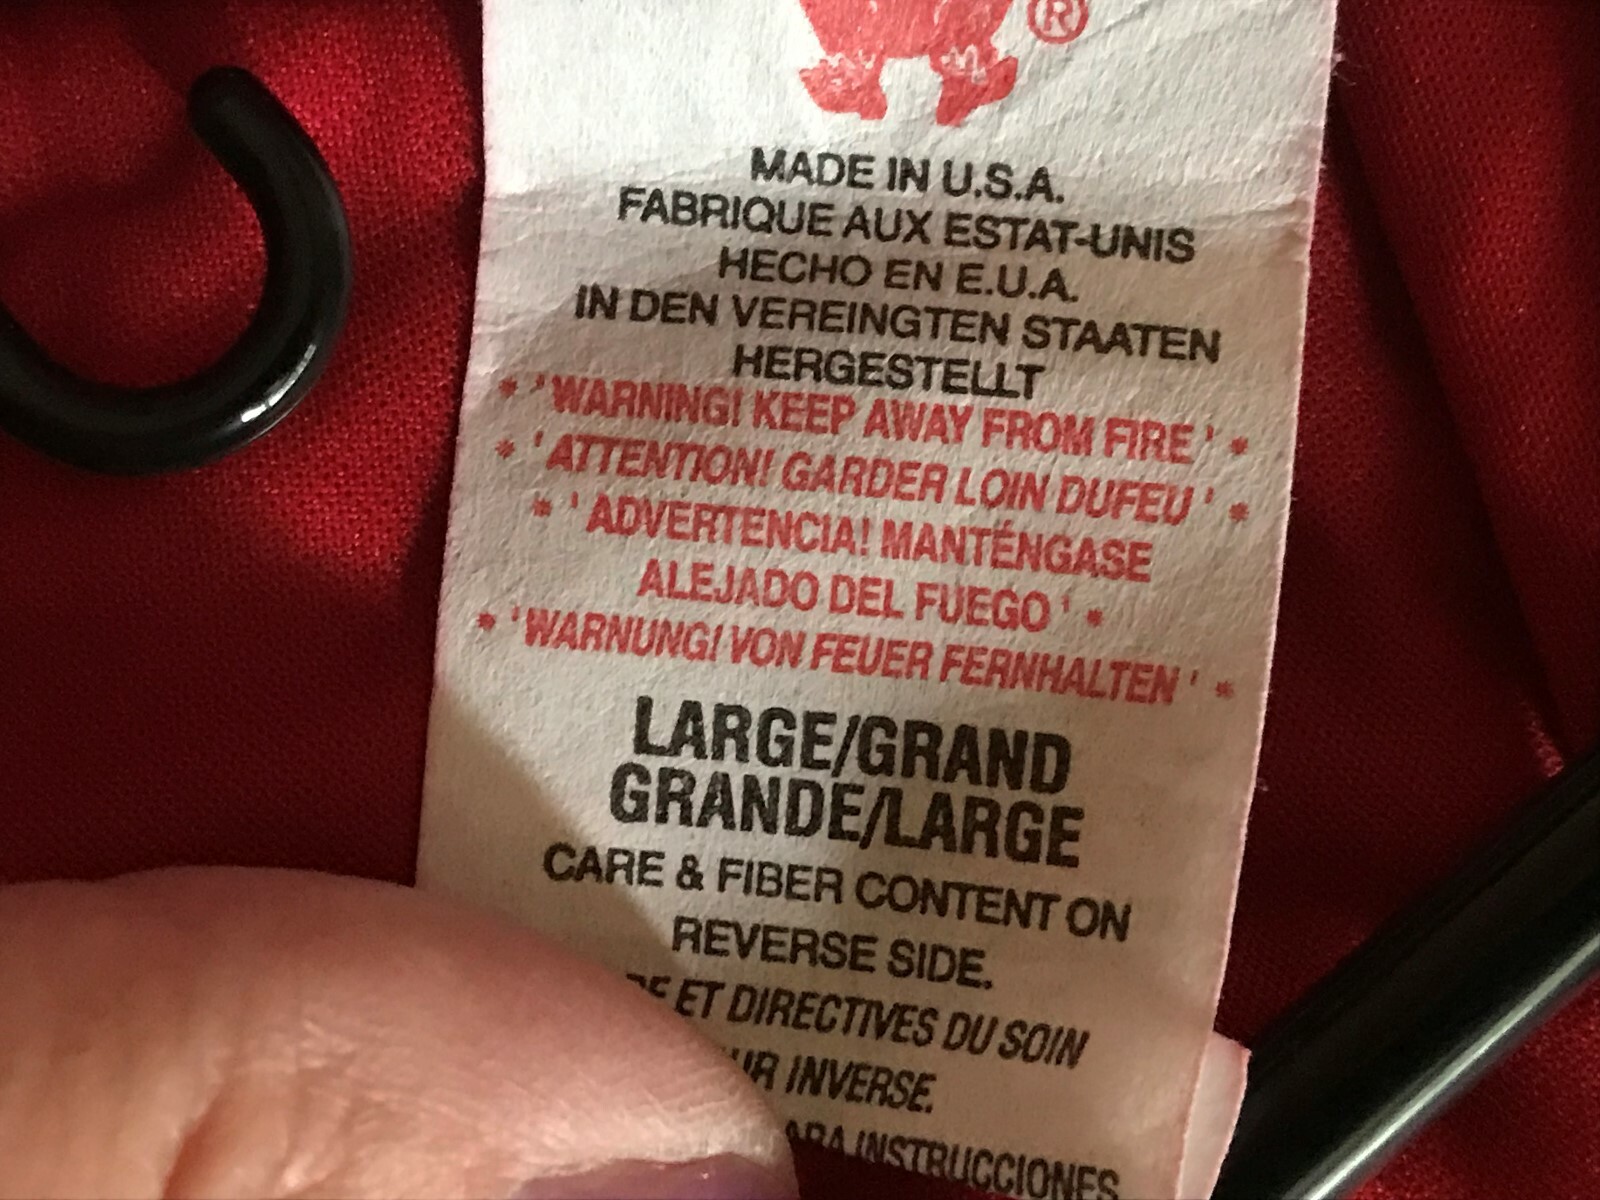 ®
MADE IN U.S.A.
FABRIQUE AUX ESTAT-UNIS
HECHO EN E.U.A.
IN DEN VEREINGTEN STAATEN
HERGESTELLT
* 'WARNING! KEEP AWAY FROM FIRE' *
* 'ATTENTION! GARDER LOIN DUFEU' *
* 'ADVERTENCIA! MANTÉNGASE
ALEJADO DEL FUEGO' *
* 'WARNUNG! VON FEUER FERNHALTEN' *
LARGE/GRAND
GRANDE/LARGE
CARE & FIBER CONTENT ON
REVERSE SIDE.
ET DIRECTIVES DU SOIN
INVERSE.
INSTRUCCIONES